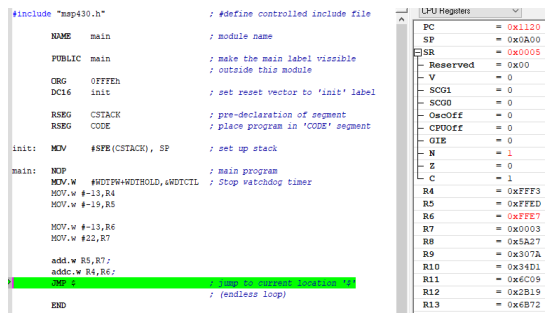 #include "msp430.h" ; #define controlled include file
NAME main ; module name
PUBLIC main ; make the main label vissible
; outside this module
ORG 0FFFEh
DC16 init ; set reset vector to 'init' label
RSEG CSTACK ; pre-declaration of segment
RSEG CODE ; place program in 'CODE' segment
init: MOV #SFE(CSTACK), SP ; set up stack
main: NOP ; main program
MOV.W #WDTPW+WDTHOLD,&WDTCTL ; Stop watchdog timer
MOV.w #-13,R4
MOV.w #-19,R5
MOV.w #-13,R6
MOV.w #22,R7
add.w R5,R7;
addc.w R4,R6;
JMP $ ; jump to current location '$'
; (endless loop)
END
CPU Registers
PC = 0x1120
SP = 0x0A00
SR = 0x0005
Reserved = 0x00
V = 0
SCG1 = 0
SCG0 = 0
OscOff = 0
CPUOff = 0
GIE = 0
N = 1
Z = 0
C = 1
R4 = 0xFFF3
R5 = 0xFFED
R6 = 0xFFE7
R7 = 0x0003
R8 = 0x5A27
R9 = 0x307A
R10 = 0x34D1
R11 = 0x6C09
R12 = 0x2B19
R13 = 0x6B72